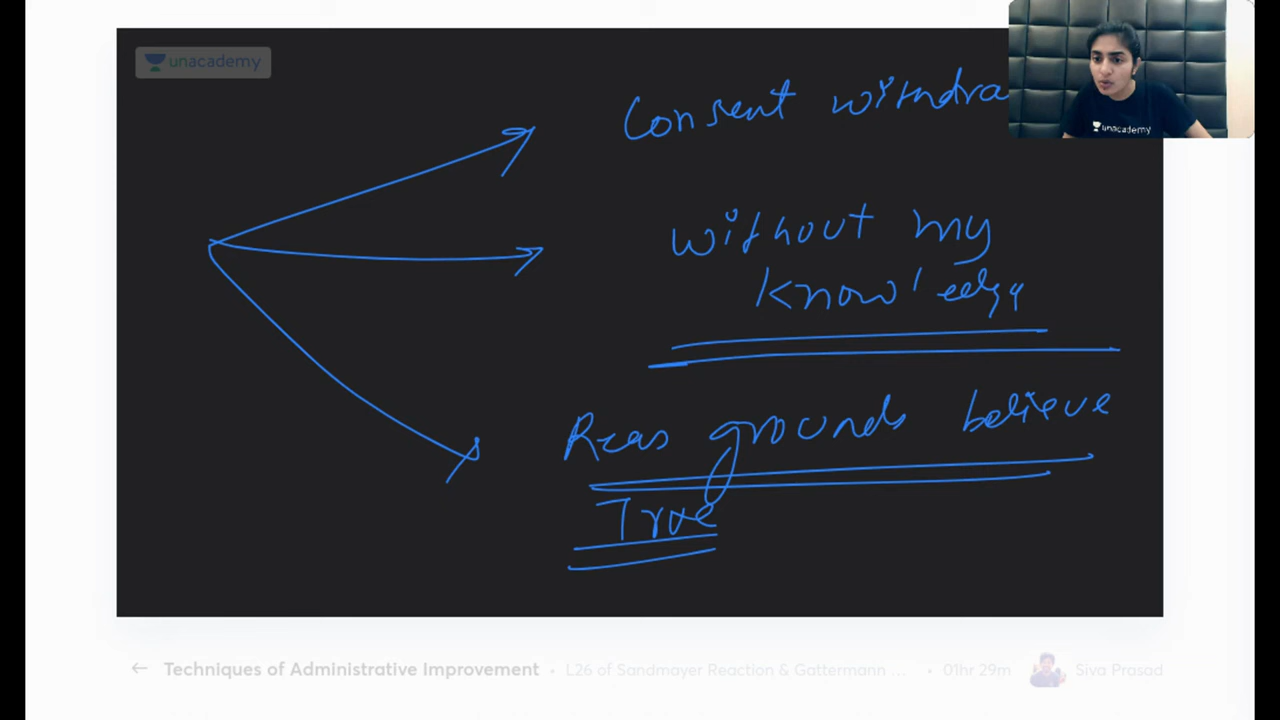 unacademy
Consent withdra
without my
knowledge
Reas grounds believe
True
unacademy
← Techniques of Administrative Improvement • L26 of Sandmayer Reaction & Gattermann ... • 01hr 29m Siva Prasad